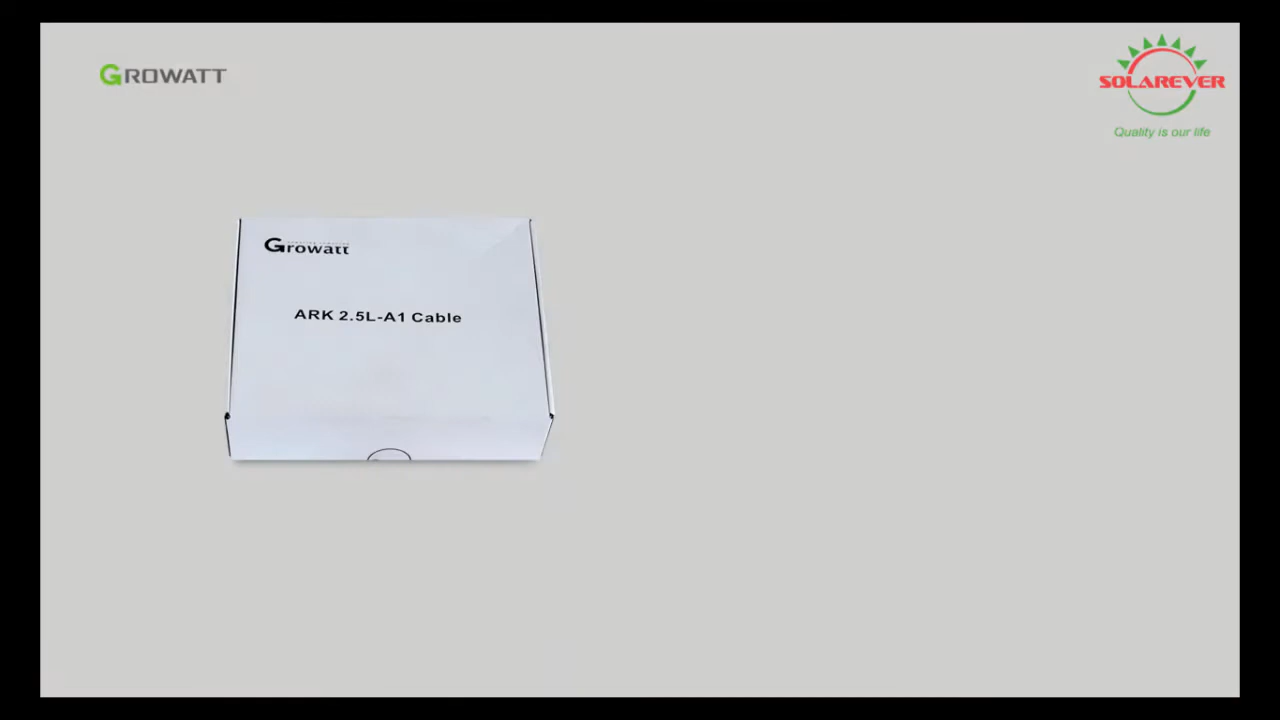 GROWATT
SOLAREVER
Quality is our life
Growatt
ARK 2.5L-A1 Cable